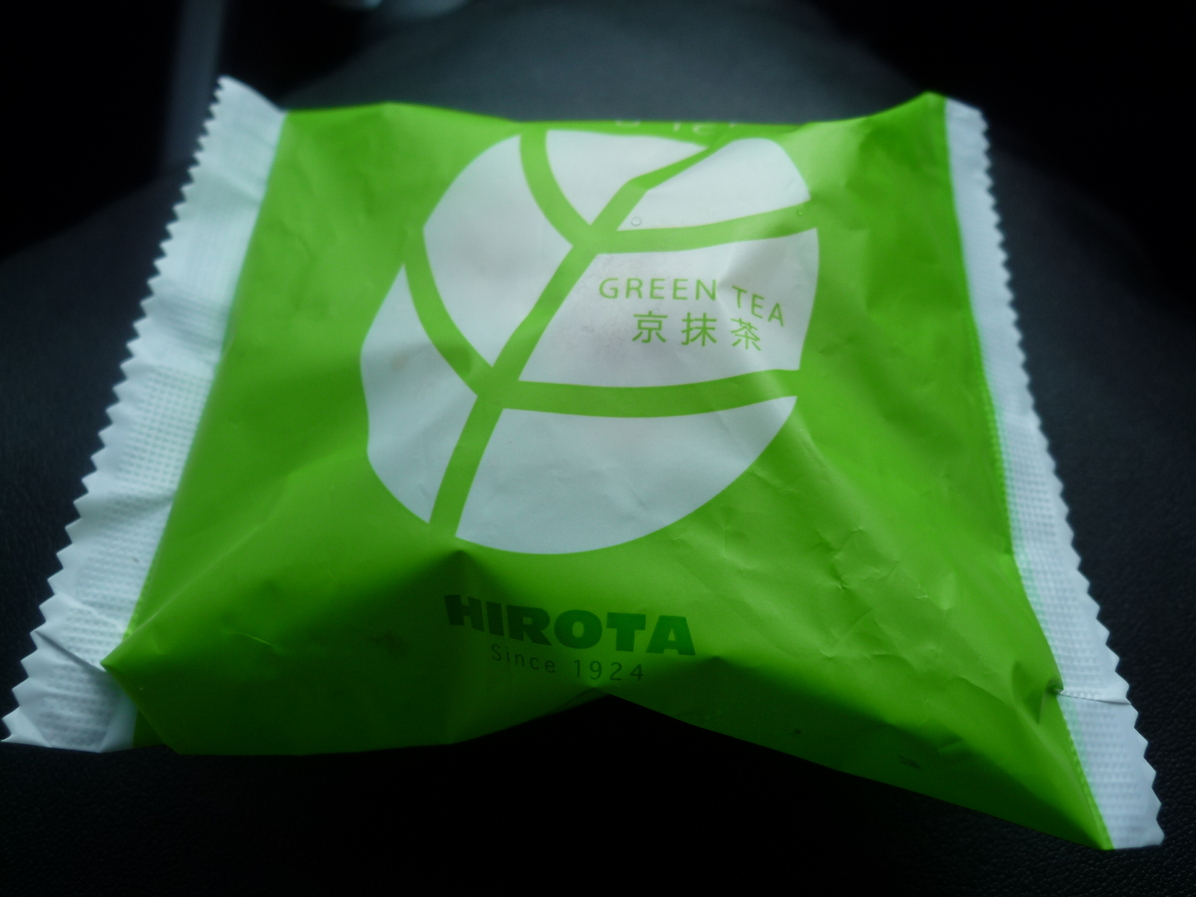 GREEN TEA
京抹茶
HIROTA
Since 1924